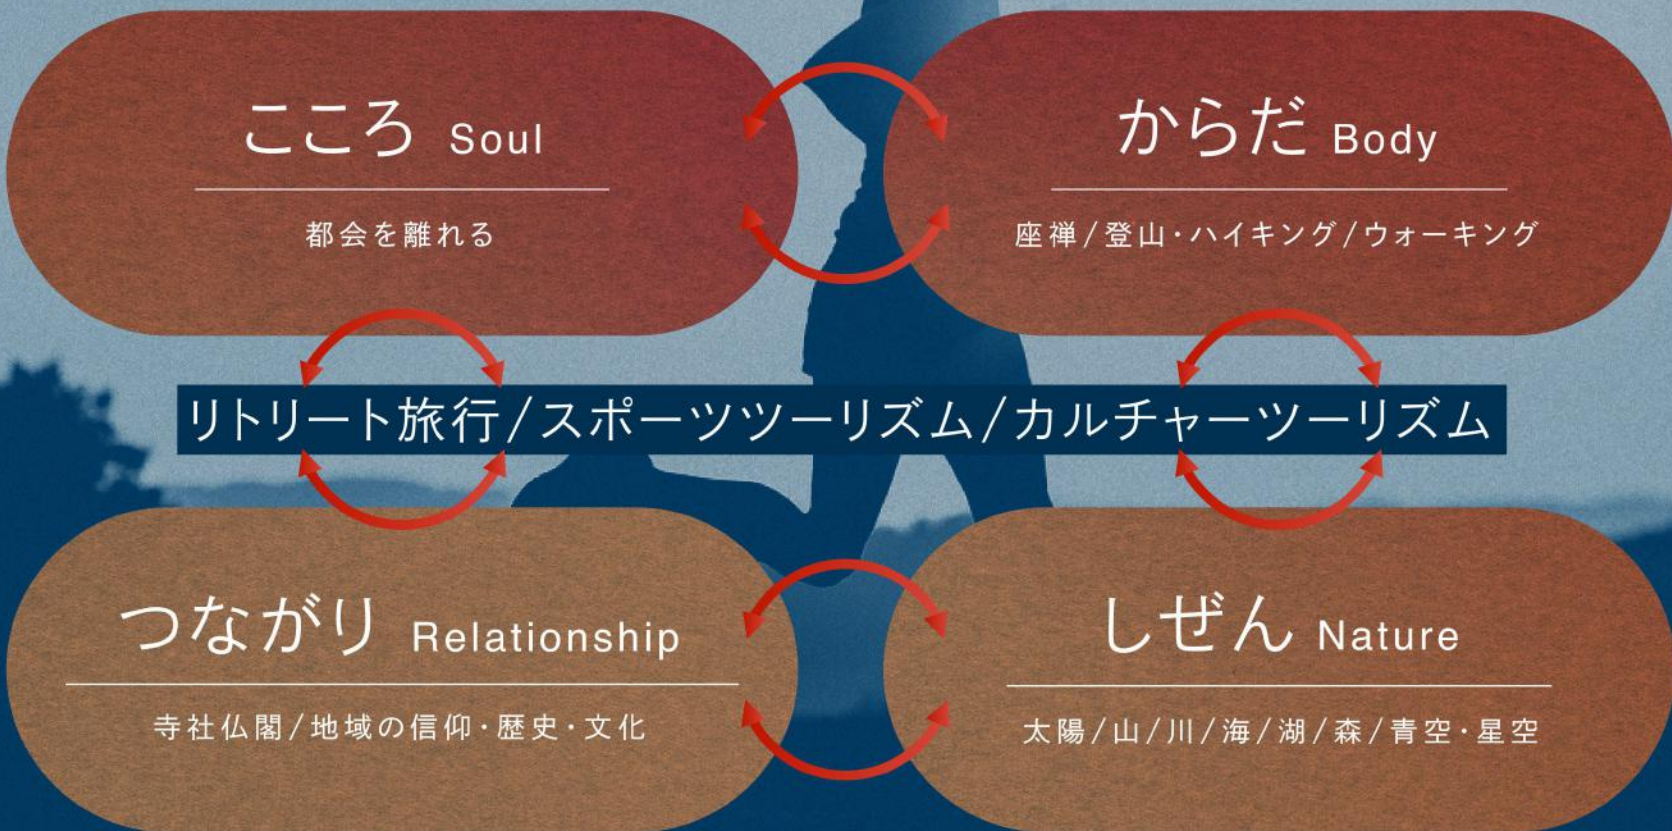 こころ Soul
都会を離れる
からだ Body
座禅/登山・ハイキング/ウォーキング
リトリート旅行/スポーツツーリズム/カルチャーツーリズム
つながり Relationship
寺社仏閣/地域の信仰・歴史・文化
しぜん Nature
太陽/山/川/海/湖/森/青空・星空